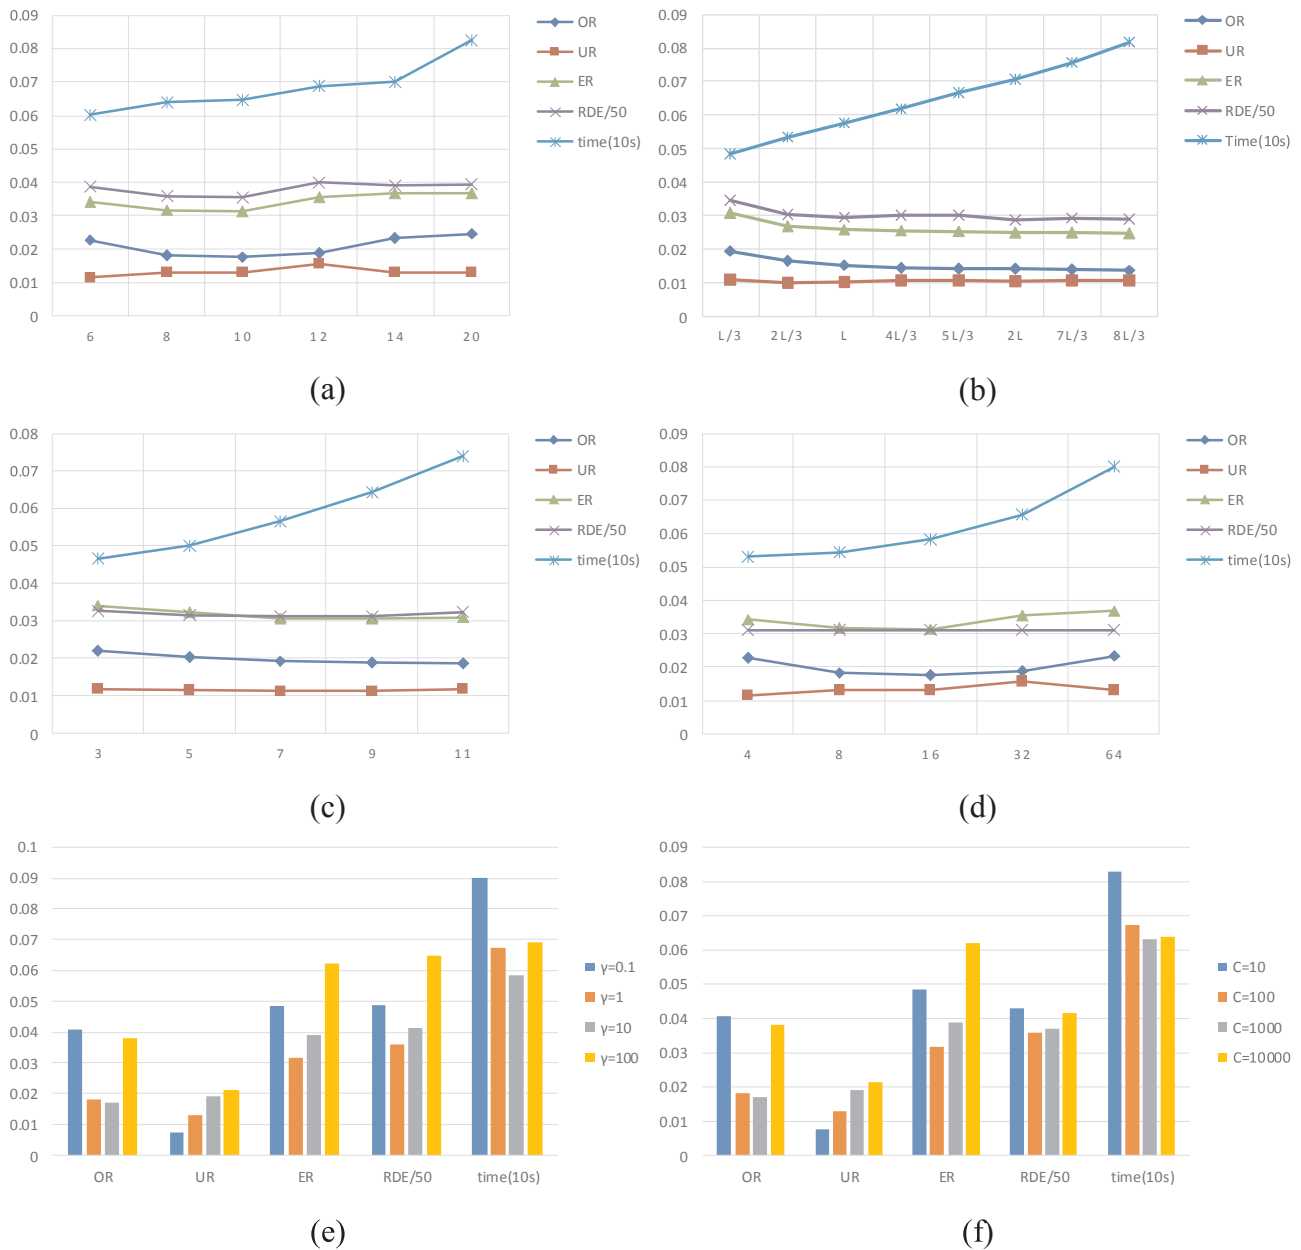 0.09
0.08
0.07
0.06
0.05
0.04
0.03
0.02
0.01
0
6 8 10 12 14 20
OR
UR
ER
RDE/50
time(10s)
(a)
0.09
0.08
0.07
0.06
0.05
0.04
0.03
0.02
0.01
0
L/3 2L/3 L 4L/3 5L/3 2L 7L/3 8L/3
OR
UR
ER
RDE/50
Time(10s)
(b)
0.08
0.07
0.06
0.05
0.04
0.03
0.02
0.01
0
3 5 7 9 11
OR
UR
ER
RDE/50
time(10s)
(c)
0.09
0.08
0.07
0.06
0.05
0.04
0.03
0.02
0.01
0
4 8 16 32 64
OR
UR
ER
RDE/50
time(10s)
(d)
0.1
0.09
0.08
0.07
0.06
0.05
0.04
0.03
0.02
0.01
0
OR UR ER RDE/50 time(10s)
γ=0.1
γ=1
γ=10
γ=100
(e)
0.09
0.08
0.07
0.06
0.05
0.04
0.03
0.02
0.01
0
OR UR ER RDE/50 time(10s)
C=10
C=100
C=1000
C=10000
(f)